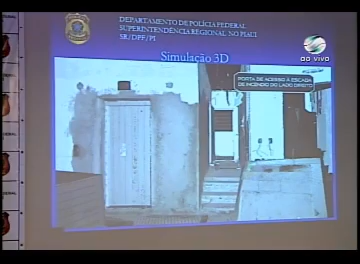 DEPARTAMENTO DE POLÍCIA FEDERAL
SUPERINTENDÊNCIA REGIONAL NO PIAUÍ
SR/DPF/PI
AO VIVO
Simulação 3D
PORTA DE ACESSO À ESCADA
DE INCÊNDIO DO LADO DIREITO